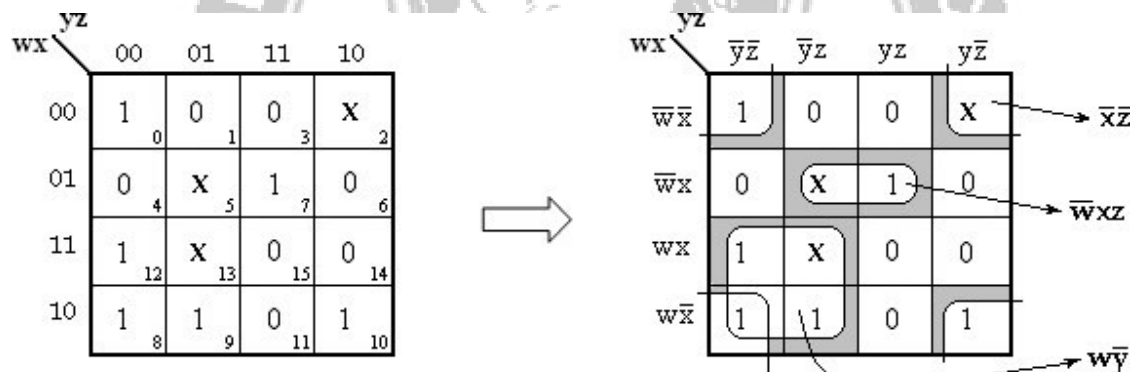 yz
wx
00 01 11 10
00 1 0 0 X
0 1 3 2
01 0 X 1 0
4 5 7 6
11 1 X 0 0
12 13 15 14
10 1 1 0 1
8 9 11 10
yz
wx
y̅z̅ y̅z yz yz̅
w̅x̅ 1 0 0 X x̅z̅
w̅x 0 X 1 0
w̅xz
wx 1 X 0 0
wx̅ 1 1 0 1
wy̅